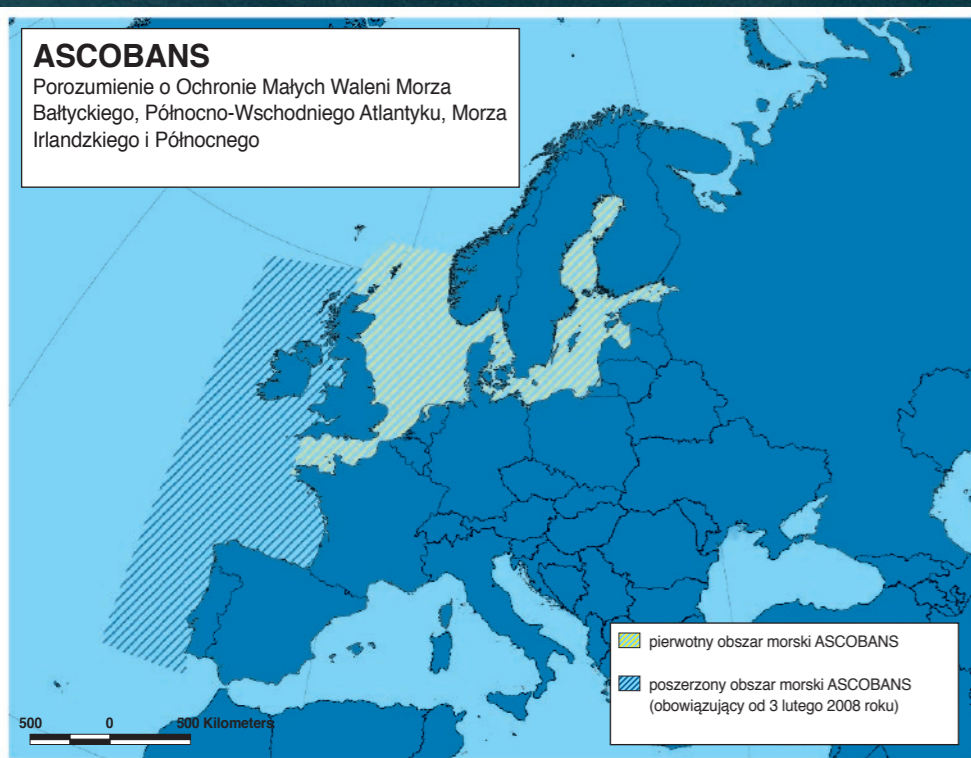 ASCOBANS
Porozumienie o Ochronie Małych Waleni Morza
Bałtyckiego, Północno-Wschodniego Atlantyku, Morza
Irlandzkiego i Północnego
pierwotny obszar morski ASCOBANS
poszerzony obszar morski ASCOBANS
(obowiązujący od 3 lutego 2008 roku)
500 0 500 Kilometers